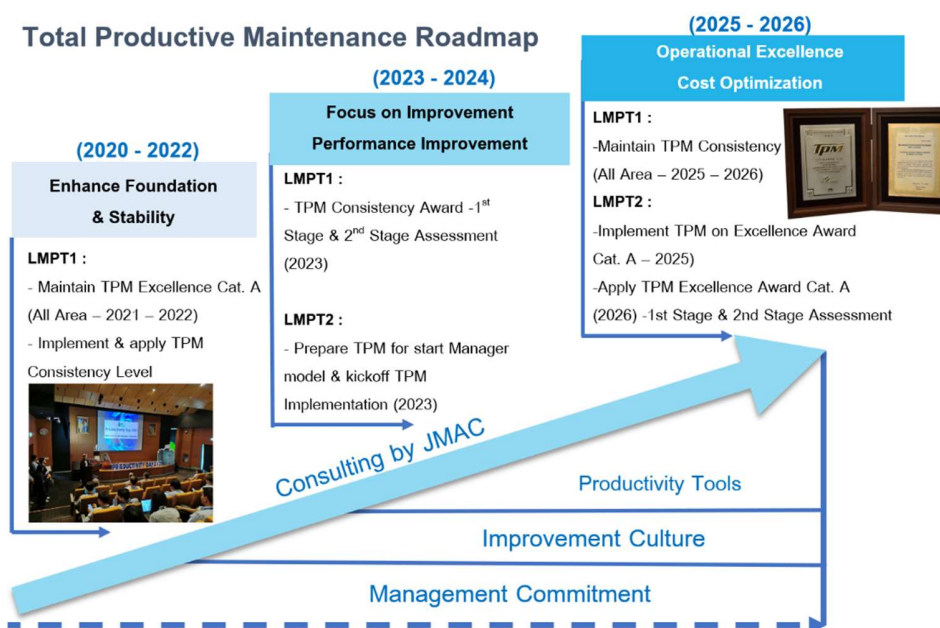 Total Productive Maintenance Roadmap
(2020 - 2022)
Enhance Foundation
& Stability
LMPT1 :
- Maintain TPM Excellence Cat. A
(All Area – 2021 – 2022)
- Implement & apply TPM
Consistency Level
(2023 - 2024)
Focus on Improvement
Performance Improvement
LMPT1 :
- TPM Consistency Award -1st
Stage & 2nd Stage Assessment
(2023)
LMPT2 :
- Prepare TPM for start Manager
model & kickoff TPM
Implementation (2023)
(2025 - 2026)
Operational Excellence
Cost Optimization
LMPT1 :
-Maintain TPM Consistency
(All Area – 2025 – 2026)
LMPT2 :
-Implement TPM on Excellence Award
Cat. A – 2025)
-Apply TPM Excellence Award Cat. A
(2026) -1st Stage & 2nd Stage Assessment
TPM
Consulting by JMAC
Productivity Tools
Improvement Culture
Management Commitment